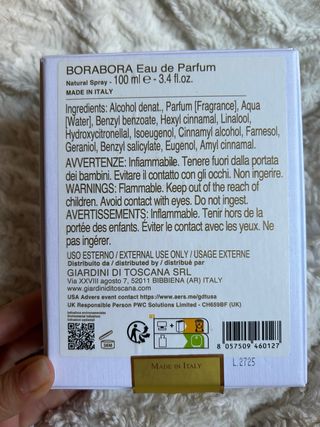 BORABORA Eau de Parfum
Natural Spray - 100 ml ℮ - 3.4 fl.oz.
MADE IN ITALY
Ingredients: Alcohol denat., Parfum [Fragrance], Aqua
[Water], Benzyl benzoate, Hexyl cinnamal, Linalool,
Hydroxycitronellal, Isoeugenol, Cinnamyl alcohol, Farnesol,
Geraniol, Benzyl salicylate, Eugenol, Amyl cinnamal.
AVVERTENZE: Infiammabile. Tenere fuori dalla portata
dei bambini. Evitare il contatto con gli occhi. Non ingerire.
WARNINGS: Flammable. Keep out of the reach of
children. Avoid contact with eyes. Do not ingest.
AVERTISSEMENTS: Inflammable. Tenir hors de la
portée des enfants. Éviter le contact avec les yeux. Ne
pas ingérer.
USO ESTERNO / EXTERNAL USE ONLY / USAGE EXTERNE
Distribuito da / distributed by / distribué par
GIARDINI DI TOSCANA SRL
Via XXVIII agosto 7, 52011 BIBBIENA (AR) ITALY
www.giardinditoscana.com
USA Advers event contact https://www.aers.me/gdtusa
UK Responsible Person PWC Solutions Limited - CH659BF (UK)
36M
8 057509 460127
MADE IN ITALY
L.2725